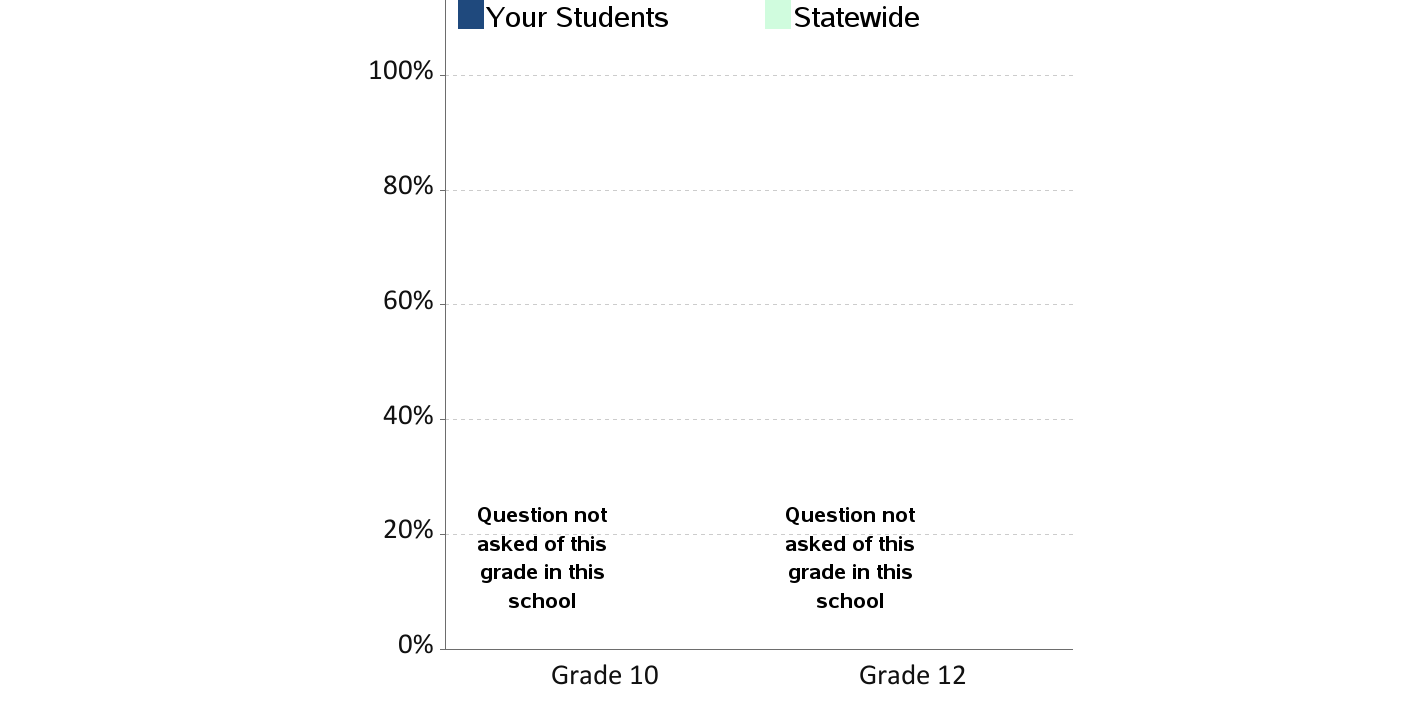 Your Students Statewide
100%
80%
60%
40%
20%
0%
Question not
asked of this
grade in this
school
Question not
asked of this
grade in this
school
Grade 10 Grade 12